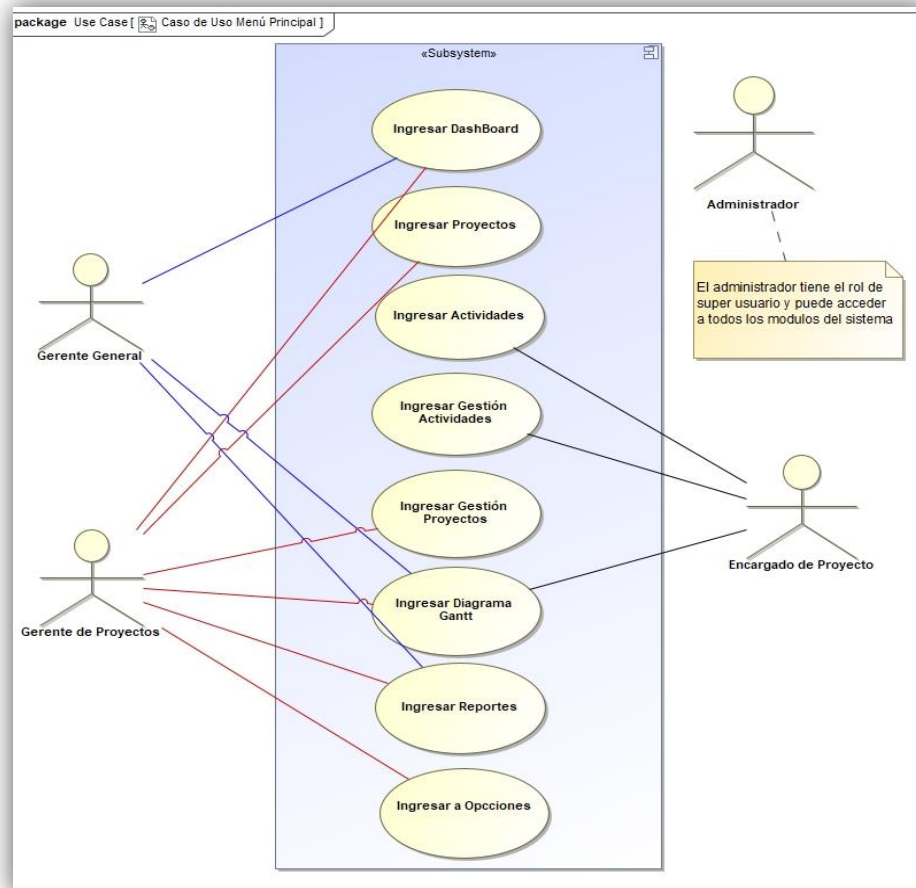 package Use Case [ Caso de Uso Menú Principal ]
«Subsystem»
Ingresar DashBoard
Ingresar Proyectos
Ingresar Actividades
Ingresar Gestión
Actividades
Ingresar Gestión
Proyectos
Ingresar Diagrama
Gantt
Ingresar Reportes
Ingresar a Opcciones
Gerente General
Gerente de Proyectos
Administrador
El administrador tiene el rol de
super usuario y puede acceder
a todos los modulos del sistema
Encargado de Proyecto